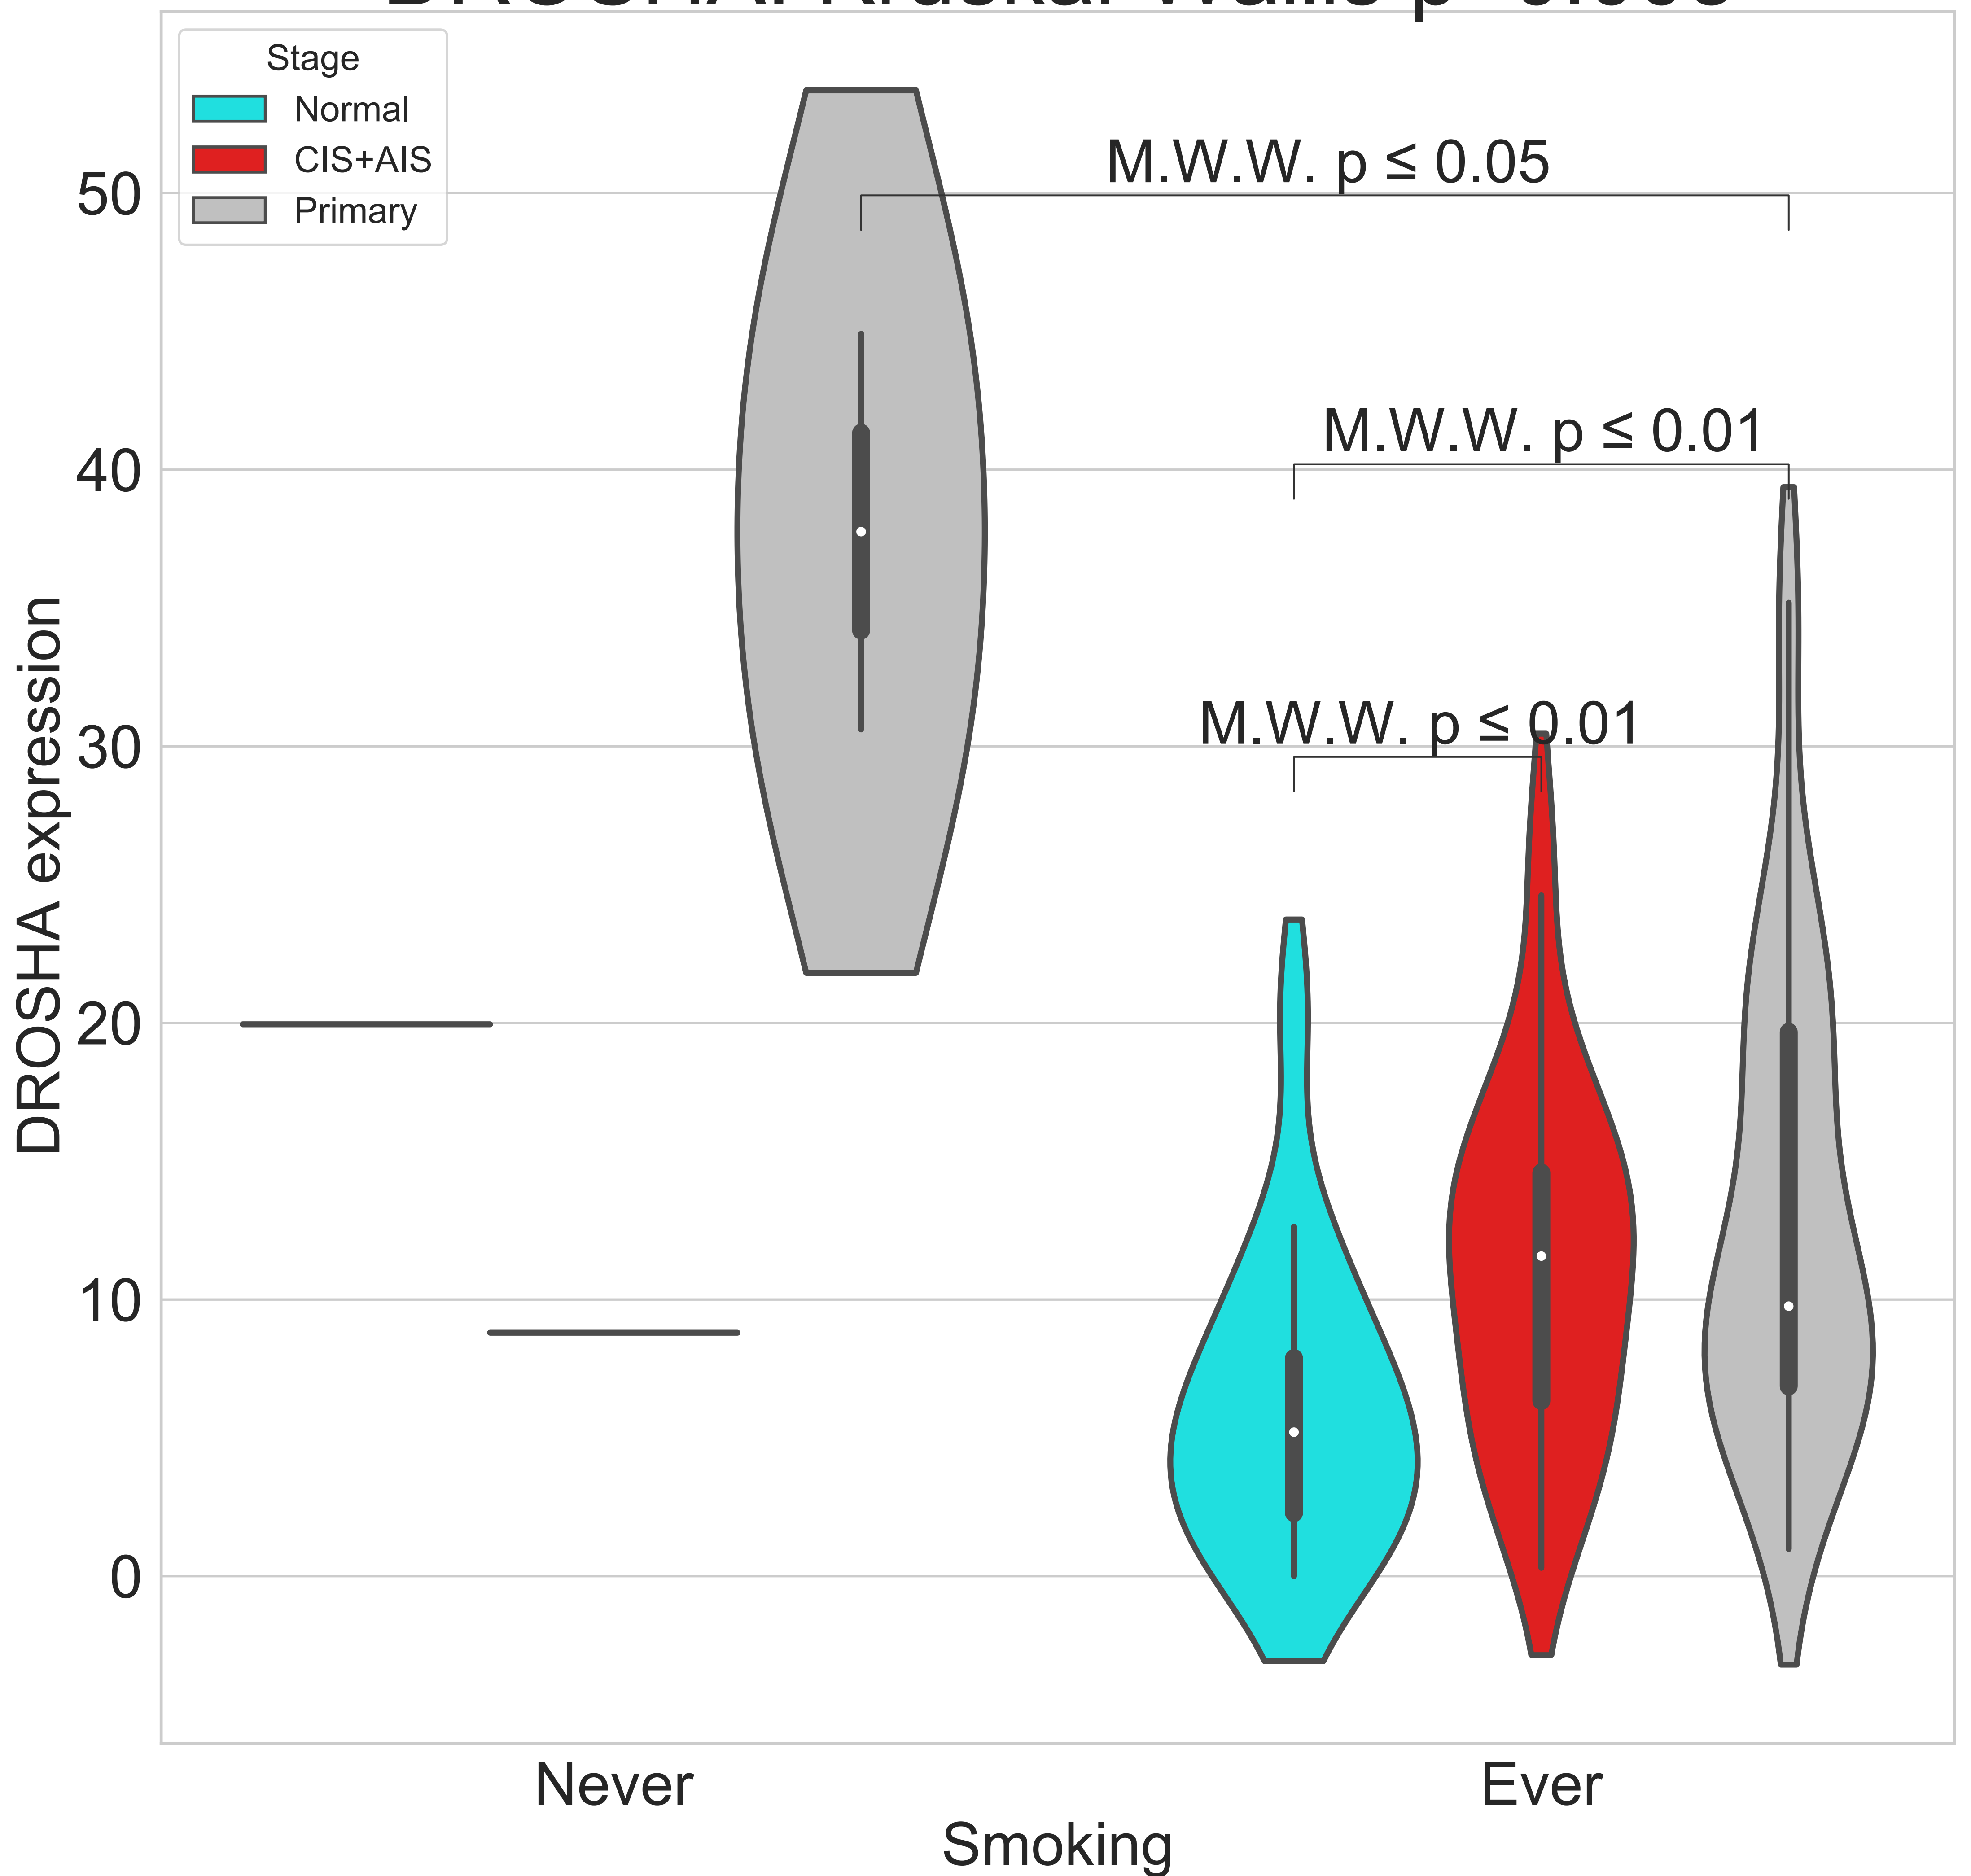 Stage
Normal
CIS+AIS
Primary
M.W.W. p ≤ 0.05
M.W.W. p ≤ 0.01
M.W.W. p ≤ 0.01
50
40
30
20
10
0
DROSHA expression
Never
Ever
Smoking